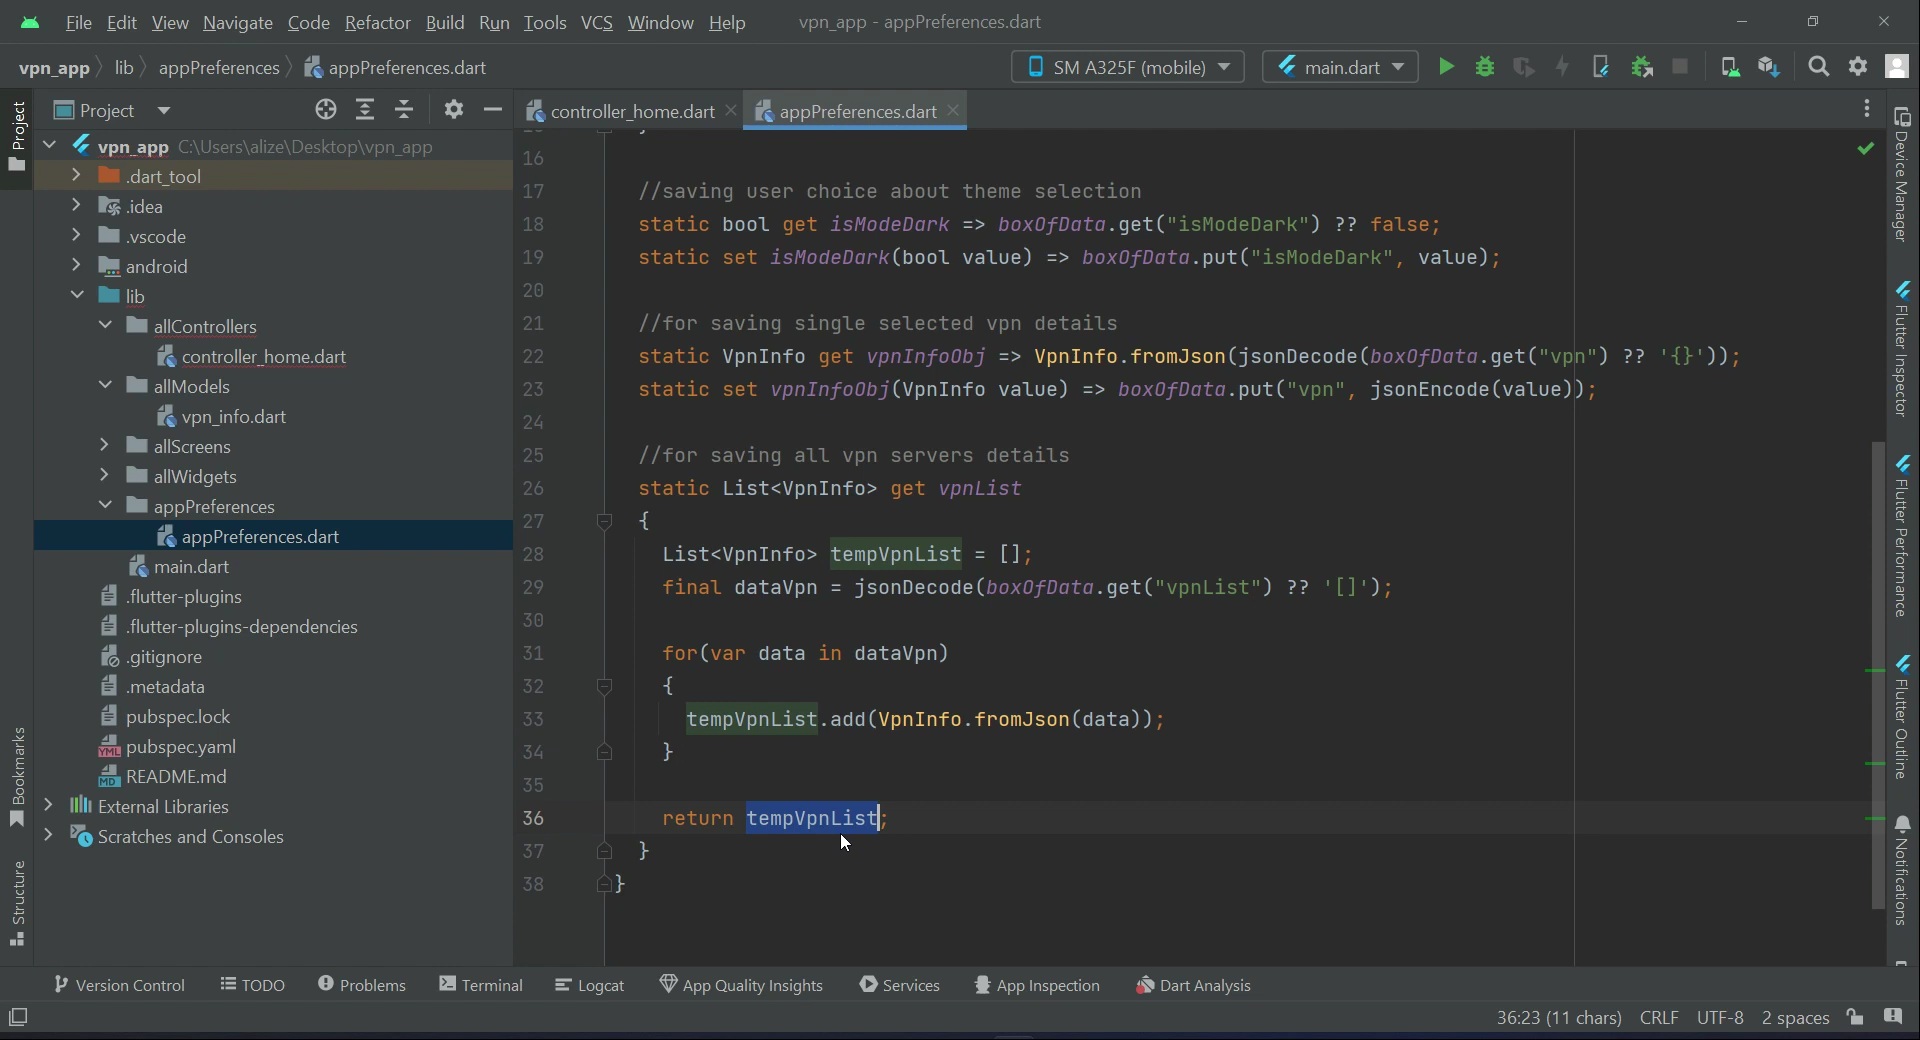 File Edit View Navigate Code Refactor Build Run Tools VCS Window Help vpn_app - appPreferences.dart
vpn_app lib appPreferences appPreferences.dart SM A325F (mobile) main.dart
Project controller_home.dart appPreferences.dart
Project
Bookmarks
Structure
vpn_app C:\Users\alize\Desktop\vpn_app
.dart_tool
.idea
.vscode
android
lib
allControllers
controller_home.dart
allModels
vpn_info.dart
allScreens
allWidgets
appPreferences
appPreferences.dart
main.dart
.flutter-plugins
.flutter-plugins-dependencies
.gitignore
.metadata
pubspec.lock
YML pubspec.yaml
MD README.md
External Libraries
Scratches and Consoles
16
17 //saving user choice about theme selection
18 static bool get isModeDark => boxOfData.get("isModeDark") ?? false;
19 static set isModeDark(bool value) => boxOfData.put("isModeDark", value);
20
21 //for saving single selected vpn details
22 static VpnInfo get vpnInfoObj => VpnInfo.fromJson(jsonDecode(boxOfData.get("vpn") ?? '{}'));
23 static set vpnInfoObj(VpnInfo value) => boxOfData.put("vpn", jsonEncode(value));
24
25 //for saving all vpn servers details
26 static List<VpnInfo> get vpnList
27 {
28 List<VpnInfo> tempVpnList = [];
29 final dataVpn = jsonDecode(boxOfData.get("vpnList") ?? '[]');
30
31 for(var data in dataVpn)
32 {
33 tempVpnList.add(VpnInfo.fromJson(data));
34 }
35
36 return tempVpnList;
37 }
38 }
Device Manager
Flutter Inspector
Flutter Performance
Flutter Outline
Notifications
Version Control TODO Problems Terminal Logcat App Quality Insights Services App Inspection Dart Analysis
36:23 (11 chars) CRLF UTF-8 2 spaces